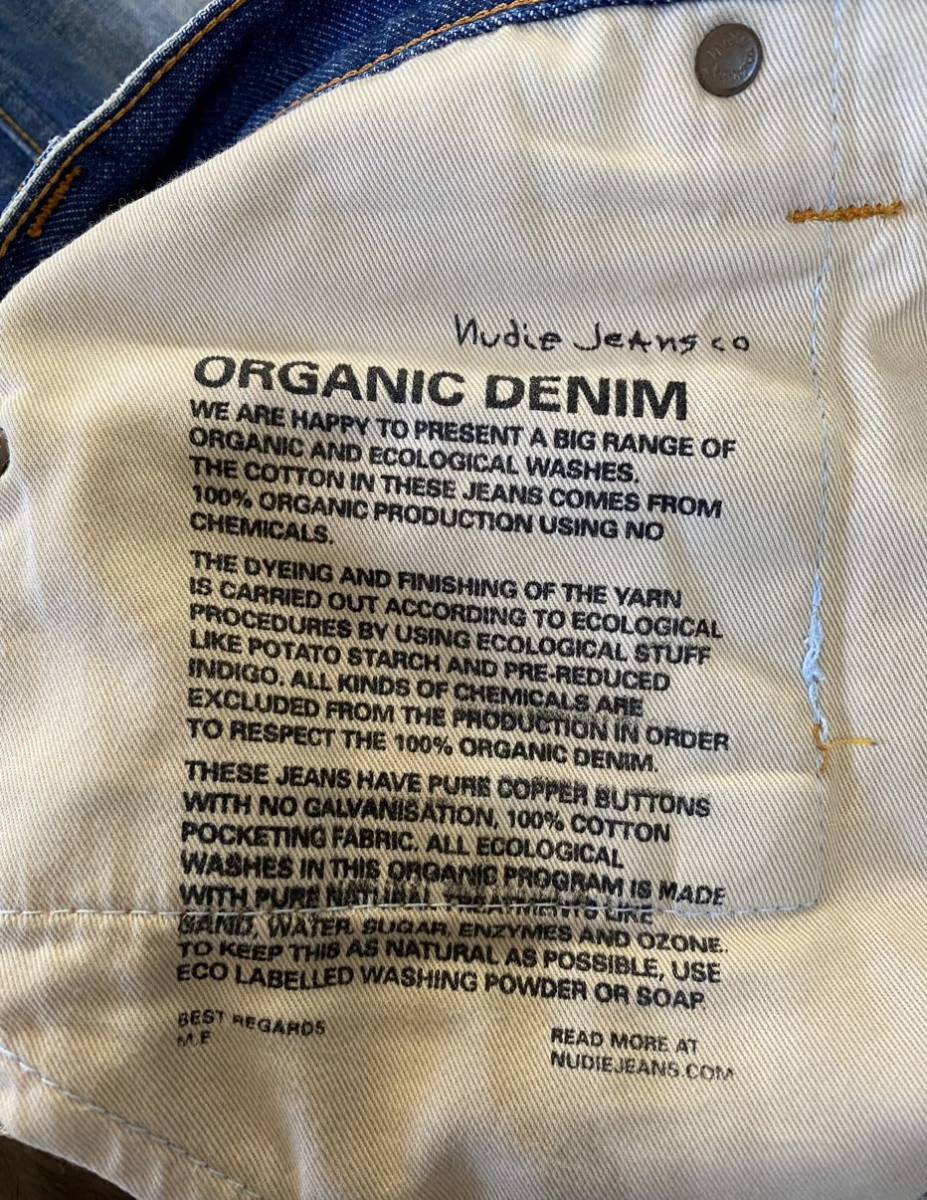 Nudie Jeans co
ORGANIC DENIM
WE ARE HAPPY TO PRESENT A BIG RANGE OF
ORGANIC AND ECOLOGICAL WASHES.
THE COTTON IN THESE JEANS COMES FROM
100% ORGANIC PRODUCTION USING NO
CHEMICALS.
THE DYEING AND FINISHING OF THE YARN
IS CARRIED OUT ACCORDING TO ECOLOGICAL
PROCEDURES BY USING ECOLOGICAL STUFF
LIKE POTATO STARCH AND PRE-REDUCED
INDIGO. ALL KINDS OF CHEMICALS ARE
EXCLUDED FROM THE PRODUCTION IN ORDER
TO RESPECT THE 100% ORGANIC DENIM.
THESE JEANS HAVE PURE COPPER BUTTONS
WITH NO GALVANISATION, 100% COTTON
POCKETING FABRIC. ALL ECOLOGICAL
WASHES IN THIS ORGANIC PROGRAM IS MADE
WITH PURE NATURAL TREATMENTS LIKE
SAND, WATER, SUGAR, ENZYMES AND OZONE.
TO KEEP THIS AS NATURAL AS POSSIBLE, USE
ECO LABELLED WASHING POWDER OR SOAP.
BEST REGARDS
M.E
READ MORE AT
NUDIEJEANS.COM